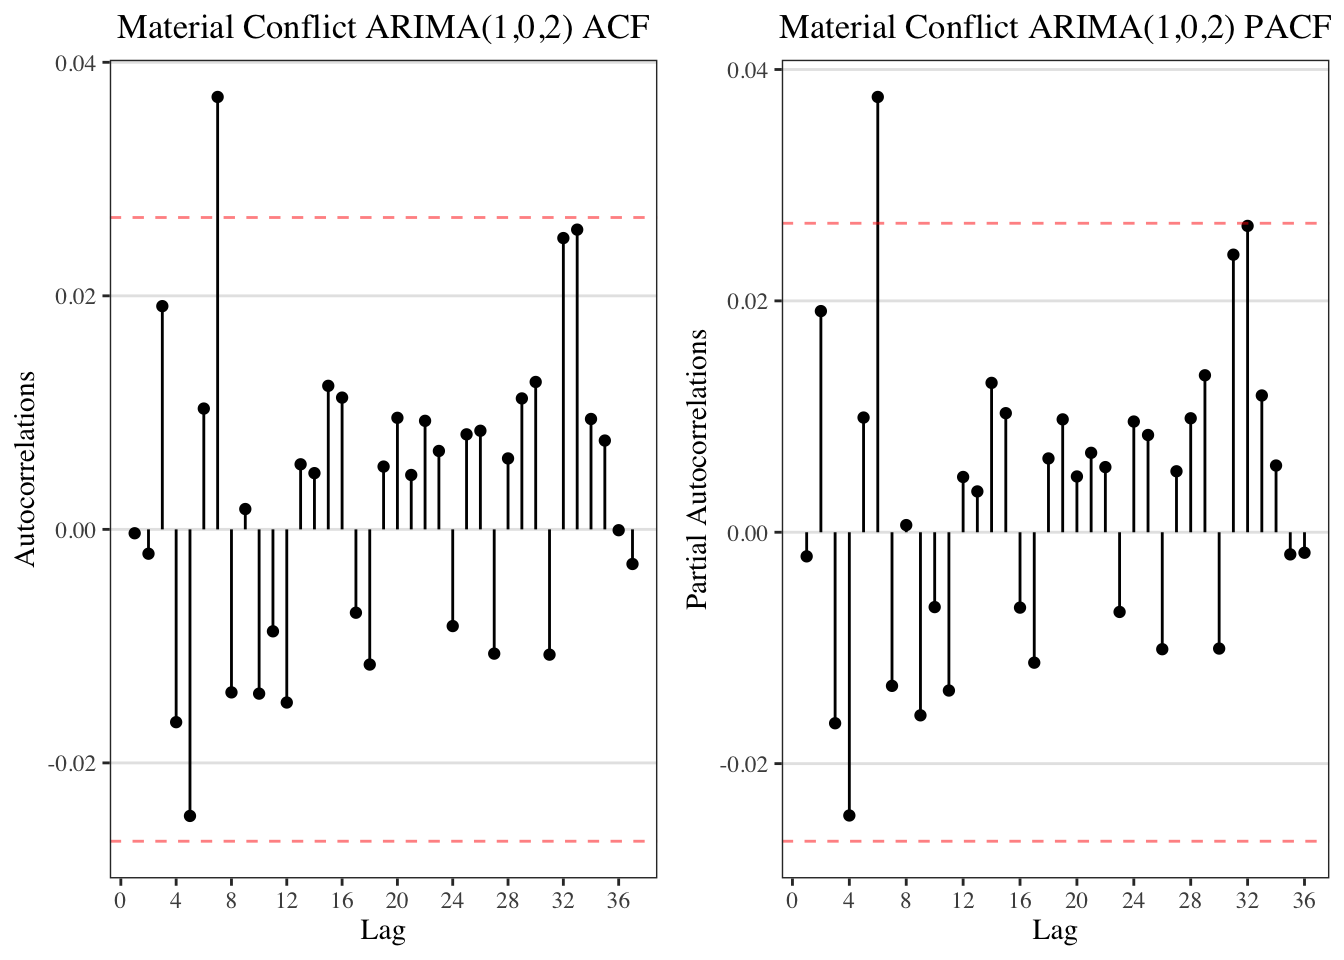 Material Conflict ARIMA(1,0,2) ACF
0.04
0.02
0.00
-0.02
Autocorrelations
0 4 8 12 16 20 24 28 32 36
Lag
Material Conflict ARIMA(1,0,2) PACF
0.04
0.02
0.00
-0.02
Partial Autocorrelations
0 4 8 12 16 20 24 28 32 36
Lag